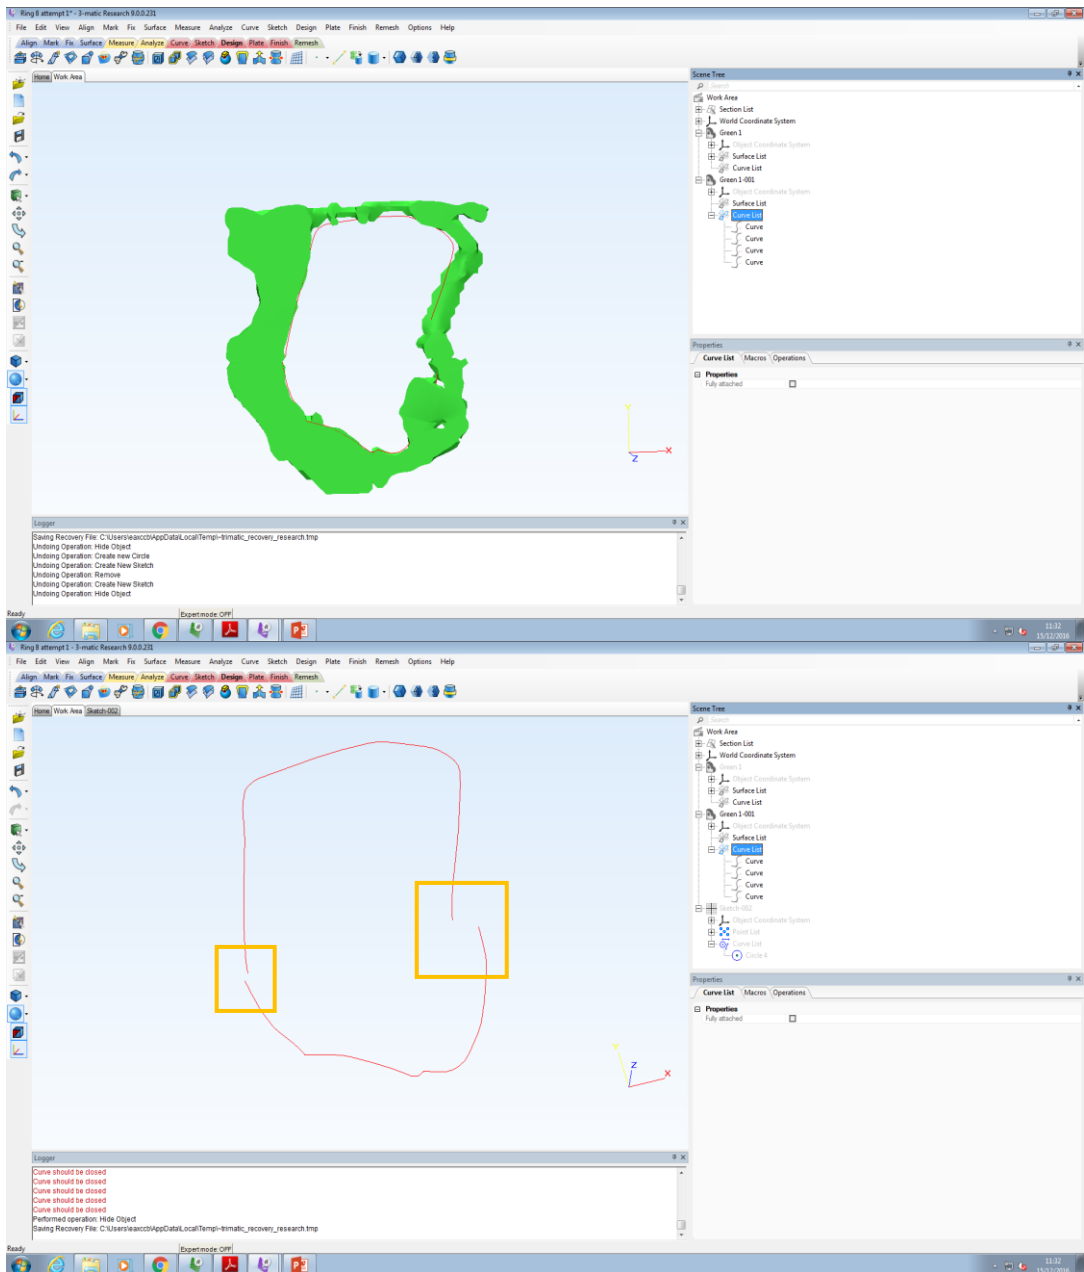 Ring 8 attempt 1* - 3-matic Research 9.0.0.231
File Edit View Align Mark Fix Surface Measure Analyze Curve Sketch Design Plate Finish Remesh Options Help
Align Mark Fix Surface Measure Analyze Curve Sketch Design Plate Finish Remesh
Home Work Area
Scene Tree
Search
Work Area
Section List
World Coordinate System
Green 1
Object Coordinate System
Surface List
Curve List
Green 1-001
Object Coordinate System
Surface List
Curve List
Curve
Curve
Curve
Curve
Properties
Curve List Macros Operations
Properties
Fully attached
Y
X
Z
Logger
Saving Recovery File: C:\Users\eaxccb\AppData\Local\Temp\~trimatic_recovery_research.tmp
Undoing Operation: Hide Object
Undoing Operation: Create new Circle
Undoing Operation: Create New Sketch
Undoing Operation: Remove
Undoing Operation: Create New Sketch
Undoing Operation: Hide Object
Ready
Expert mode: OFF
11:32
15/12/2016
Ring 8 attempt 1 - 3-matic Research 9.0.0.231
File Edit View Align Mark Fix Surface Measure Analyze Curve Sketch Design Plate Finish Remesh Options Help
Align Mark Fix Surface Measure Analyze Curve Sketch Design Plate Finish Remesh
Home Work Area Sketch-002
Scene Tree
Search
Work Area
Section List
World Coordinate System
Green 1
Object Coordinate System
Surface List
Curve List
Green 1-001
Object Coordinate System
Surface List
Curve List
Curve
Curve
Curve
Curve
Sketch-002
Object Coordinate System
Point List
Curve List
Circle 4
Properties
Curve List Macros Operations
Properties
Fully attached
Y
Z
X
Logger
Curve should be closed
Curve should be closed
Curve should be closed
Curve should be closed
Curve should be closed
Performed operation: Hide Object
Saving Recovery File: C:\Users\eaxccb\AppData\Local\Temp\~trimatic_recovery_research.tmp
Ready
Expert mode: OFF
11:32
15/12/2016